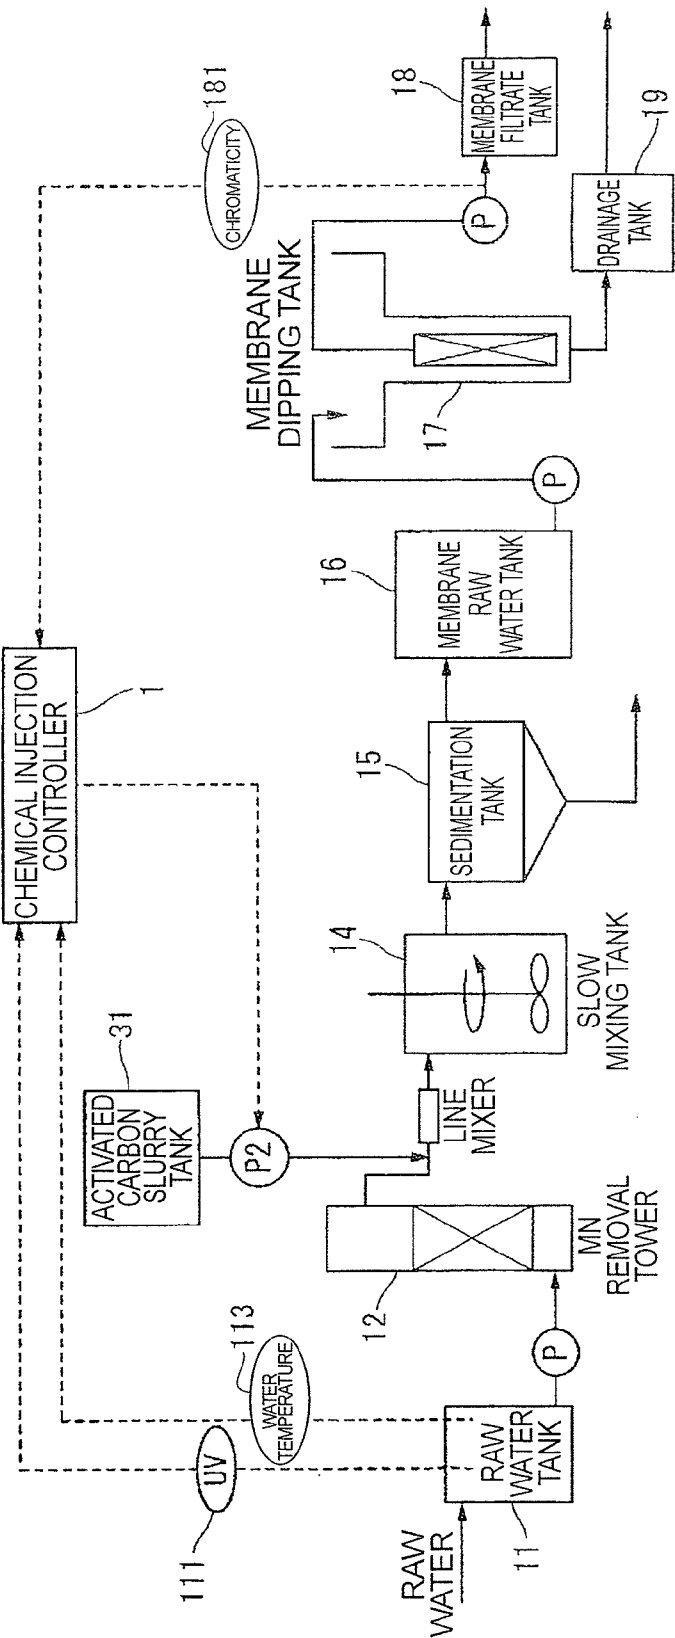 CHEMICAL INJECTION
CONTROLLER
1
CHROMATICITY
181
UV
111
WATER
TEMPERATURE
113
ACTIVATED
CARBON
SLURRY
TANK
31
P2
RAW
WATER
RAW
WATER
TANK
11
P
12
MN
REMOVAL
TOWER
LINE
MIXER
14
SLOW
MIXING TANK
15
SEDIMENTATION
TANK
16
MEMBRANE
RAW
WATER TANK
P
MEMBRANE
DIPPING TANK
17
P
18
MEMBRANE
FILTRATE
TANK
DRAINAGE
TANK
19